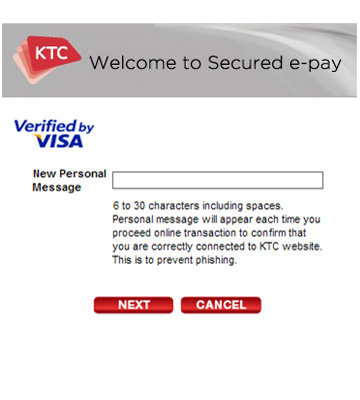 KTC
Welcome to Secured e-pay
Verified by
VISA
New Personal
Message
6 to 30 characters including spaces.
Personal message will appear each time you
proceed online transaction to confirm that
you are correctly connected to KTC website.
This is to prevent phishing.
NEXT
CANCEL